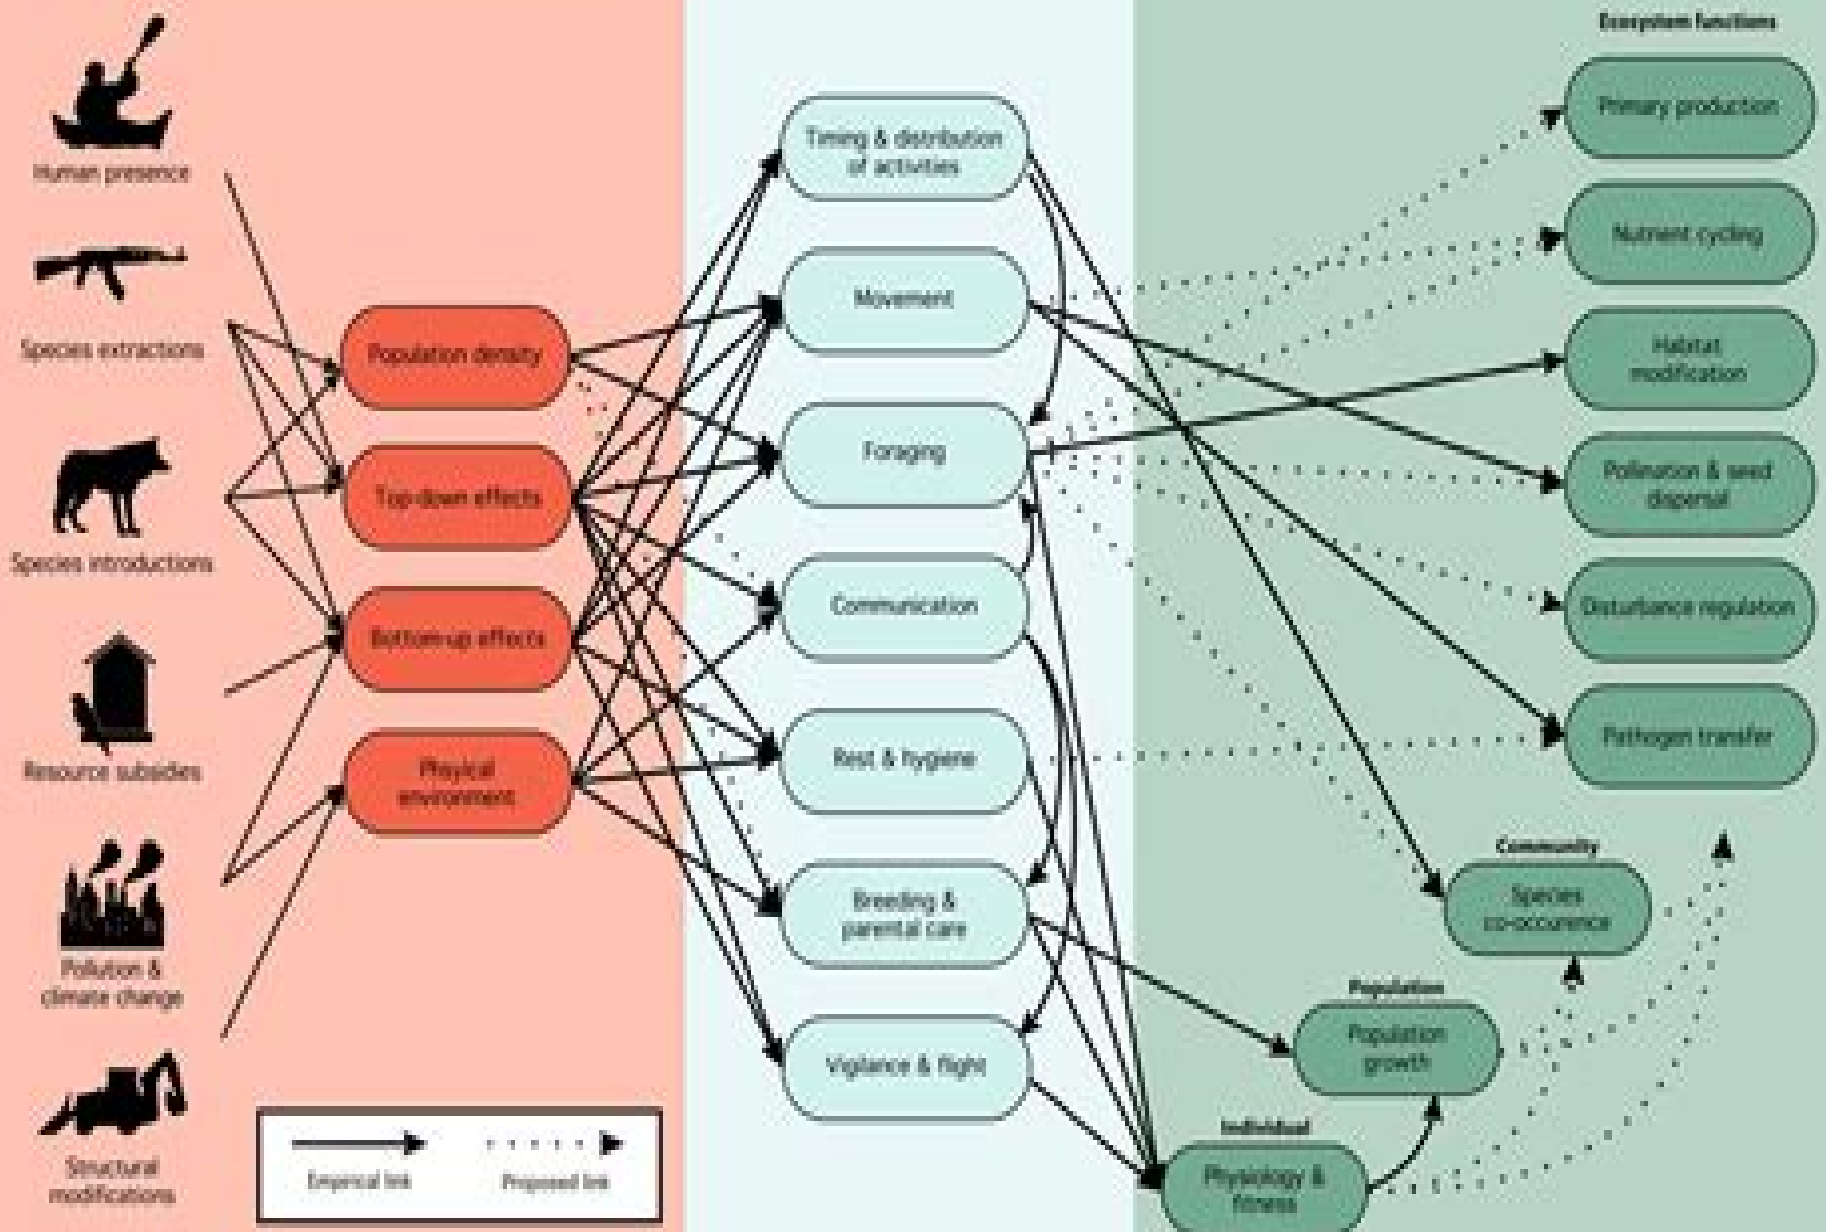 Human presence
Species extractions
Species introductions
Resource subsidies
Pollution &
climate change
Structural
modifications
Population density
Top-down effects
Bottom-up effects
Physical
environment
Empirical link
Proposed link
Timing & distribution
of activities
Movement
Foraging
Communication
Rest & hygiene
Breeding &
parental care
Vigilance & flight
Ecosystem functions
Primary production
Nutrient cycling
Habitat
modification
Pollination & seed
dispersal
Disturbance regulation
Pathogen transfer
Community
Species
co-occurence
Population
Population
growth
Individual
Physiology &
fitness